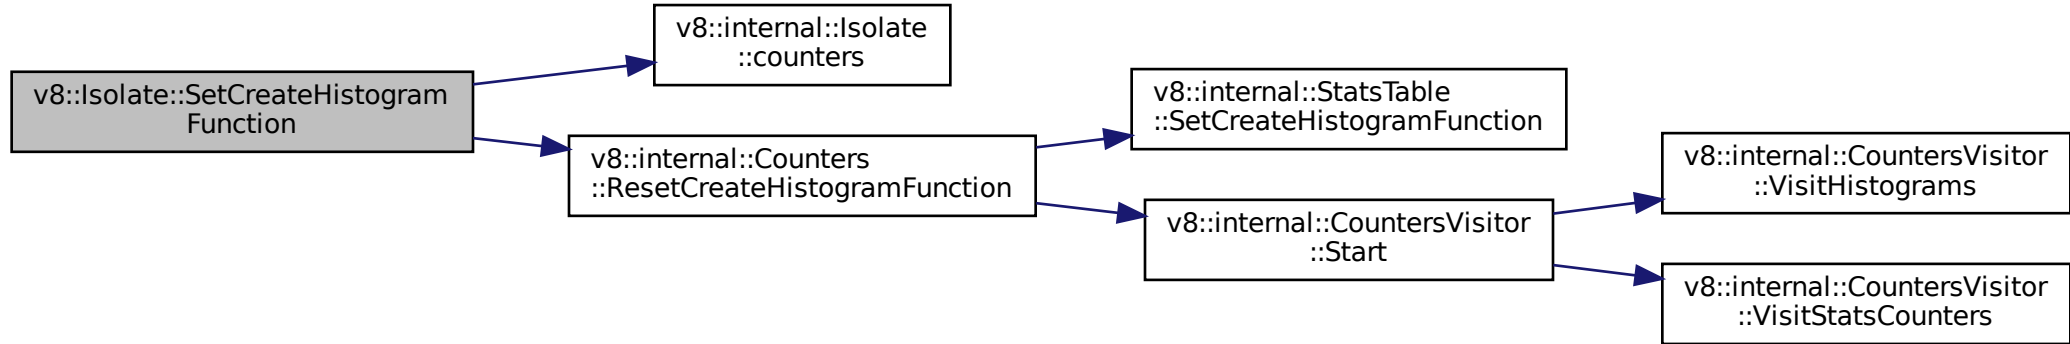 v8::Isolate::SetCreateHistogram
Function
v8::internal::Isolate
::counters
v8::internal::Counters
::ResetCreateHistogramFunction
v8::internal::StatsTable
::SetCreateHistogramFunction
v8::internal::CountersVisitor
::Start
v8::internal::CountersVisitor
::VisitHistograms
v8::internal::CountersVisitor
::VisitStatsCounters